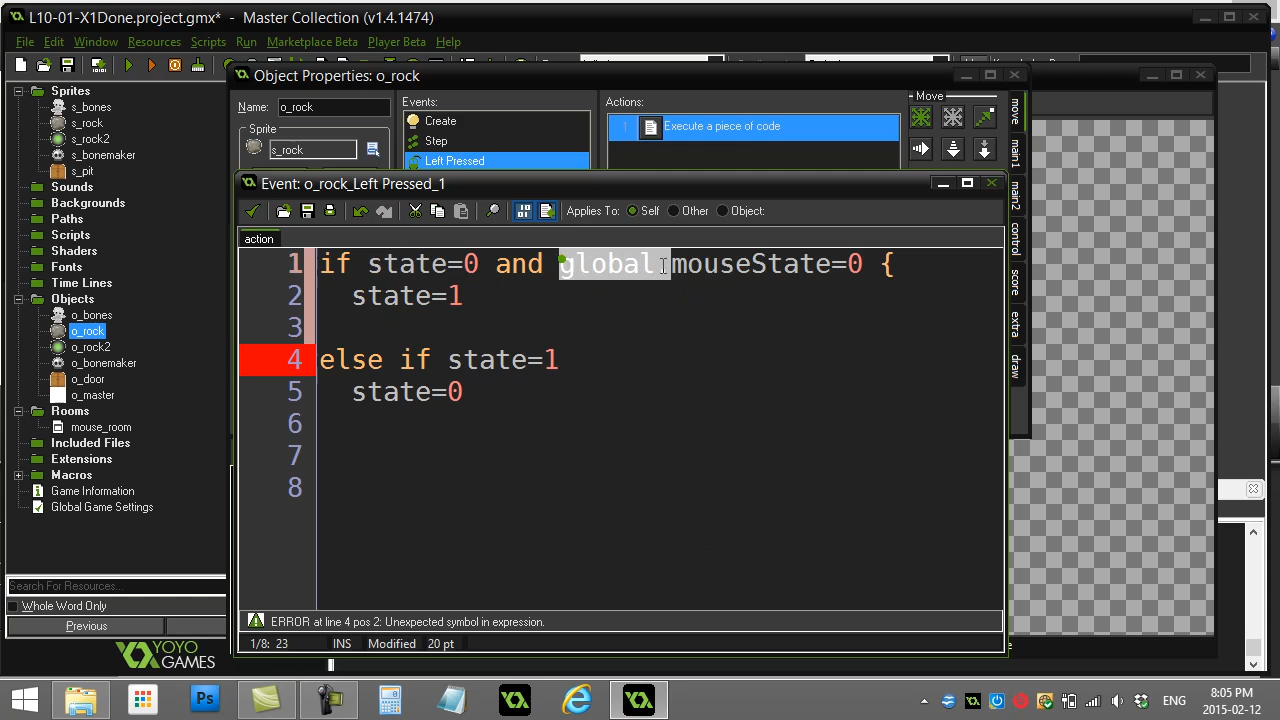 L10-01-X1Done.project.gmx* - Master Collection (v1.4.1474)
File Edit Window Resources Scripts Run Marketplace Beta Player Beta Help
Sprites
s_bones
s_rock
s_rock2
s_bonemaker
s_pit
Sounds
Backgrounds
Paths
Scripts
Shaders
Fonts
Time Lines
Objects
o_bones
o_rock
o_rock2
o_bonemaker
o_door
o_master
Rooms
mouse_room
Included Files
Extensions
Macros
Game Information
Global Game Settings
Search For Resources...
Whole Word Only
Previous
YOYO
GAMES
Object Properties: o_rock
Name: o_rock
Sprite
s_rock
Events:
Create
Step
Left Pressed
Actions:
1 Execute a piece of code
Move
move
main1
main2
control
score
extra
draw
Event: o_rock_Left Pressed_1
Applies To: Self Other Object:
action
1 if state=0 and global.mouseState=0 {
2 state=1
3
4 else if state=1
5 state=0
6
7
8
ERROR at line 4 pos 2: Unexpected symbol in expression.
1/8: 23 INS Modified 20 pt
Ps
ENG
8:05 PM
2015-02-12